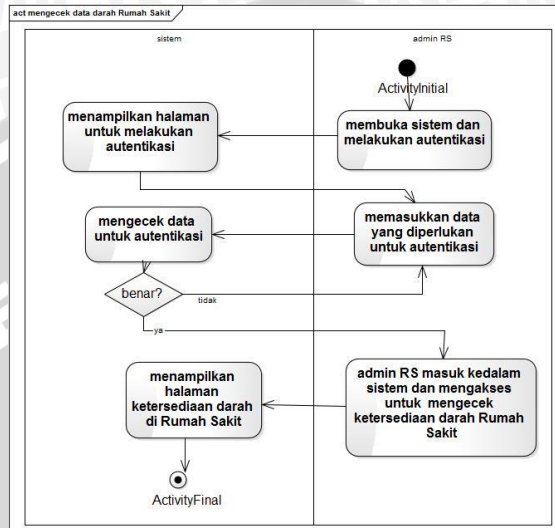 act mengecek data darah Rumah Sakit
sistem
admin RS
ActivityInitial
membuka sistem dan
melakukan autentikasi
menampilkan halaman
untuk melakukan
autentikasi
memasukkan data
yang diperlukan
untuk autentikasi
mengecek data
untuk autentikasi
benar?
tidak
ya
admin RS masuk kedalam
sistem dan mengakses
untuk mengecek
ketersediaan darah Rumah
Sakit
menampilkan
halaman
ketersediaan darah
di Rumah Sakit
ActivityFinal